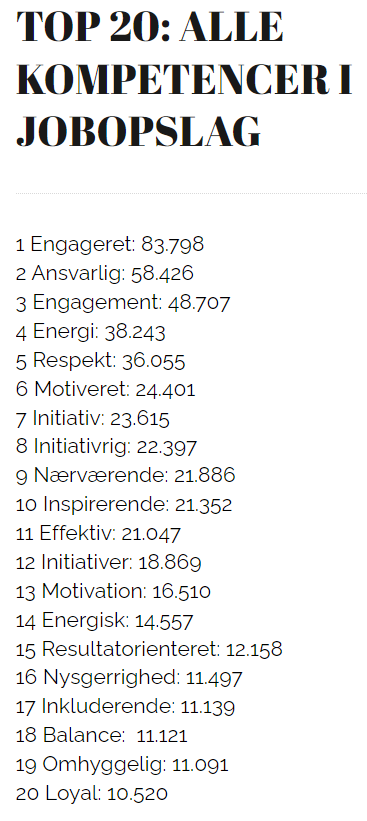 TOP 20: ALLE
KOMPETENCER I
JOBOPSLAG
1 Engageret: 83.798
2 Ansvarlig: 58.426
3 Engagement: 48.707
4 Energi: 38.243
5 Respekt: 36.055
6 Motiveret: 24.401
7 Initiativ: 23.615
8 Initiativrig: 22.397
9 Nærværende: 21.886
10 Inspirerende: 21.352
11 Effektiv: 21.047
12 Initiativer: 18.869
13 Motivation: 16.510
14 Energisk: 14.557
15 Resultatorienteret: 12.158
16 Nysgerrighed: 11.497
17 Inkluderende: 11.139
18 Balance:  11.121
19 Omhyggelig: 11.091
20 Loyal: 10.520